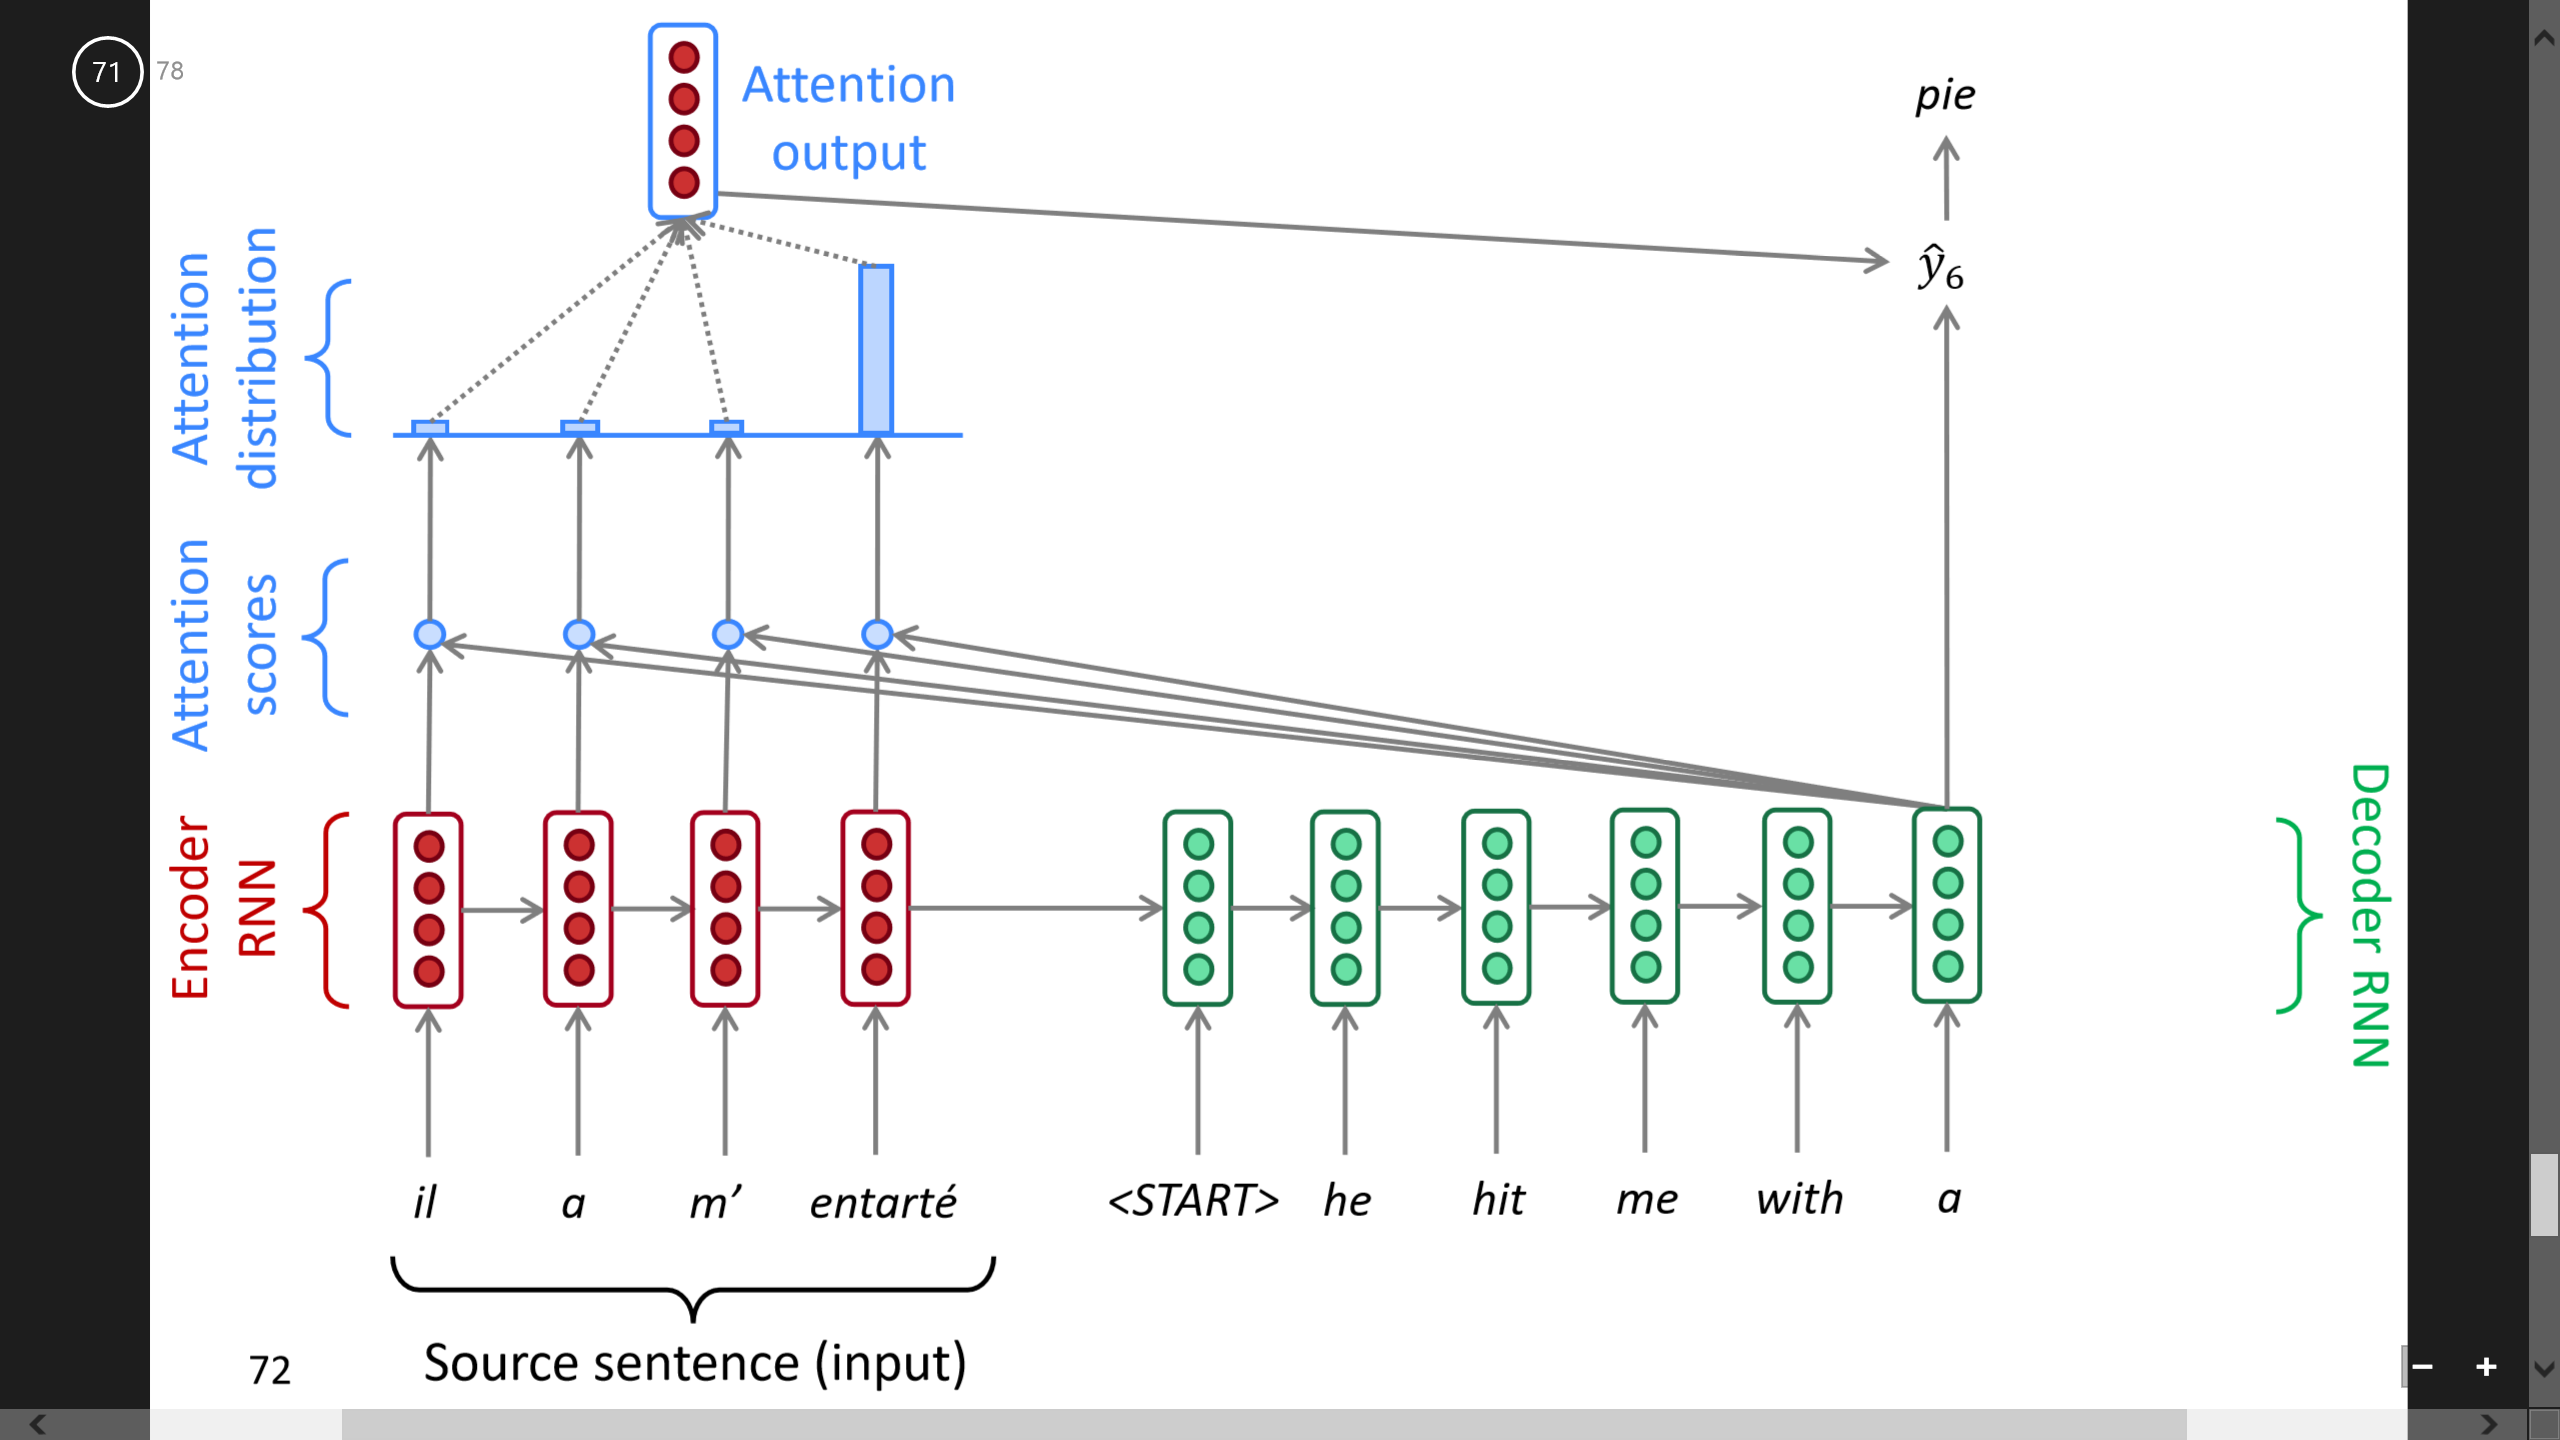 71
78
Attention
output
pie
ŷ6
Attention
distribution
Attention
scores
Encoder
RNN
Decoder RNN
il a m’ entarté <START> he hit me with a
Source sentence (input)
72
− +